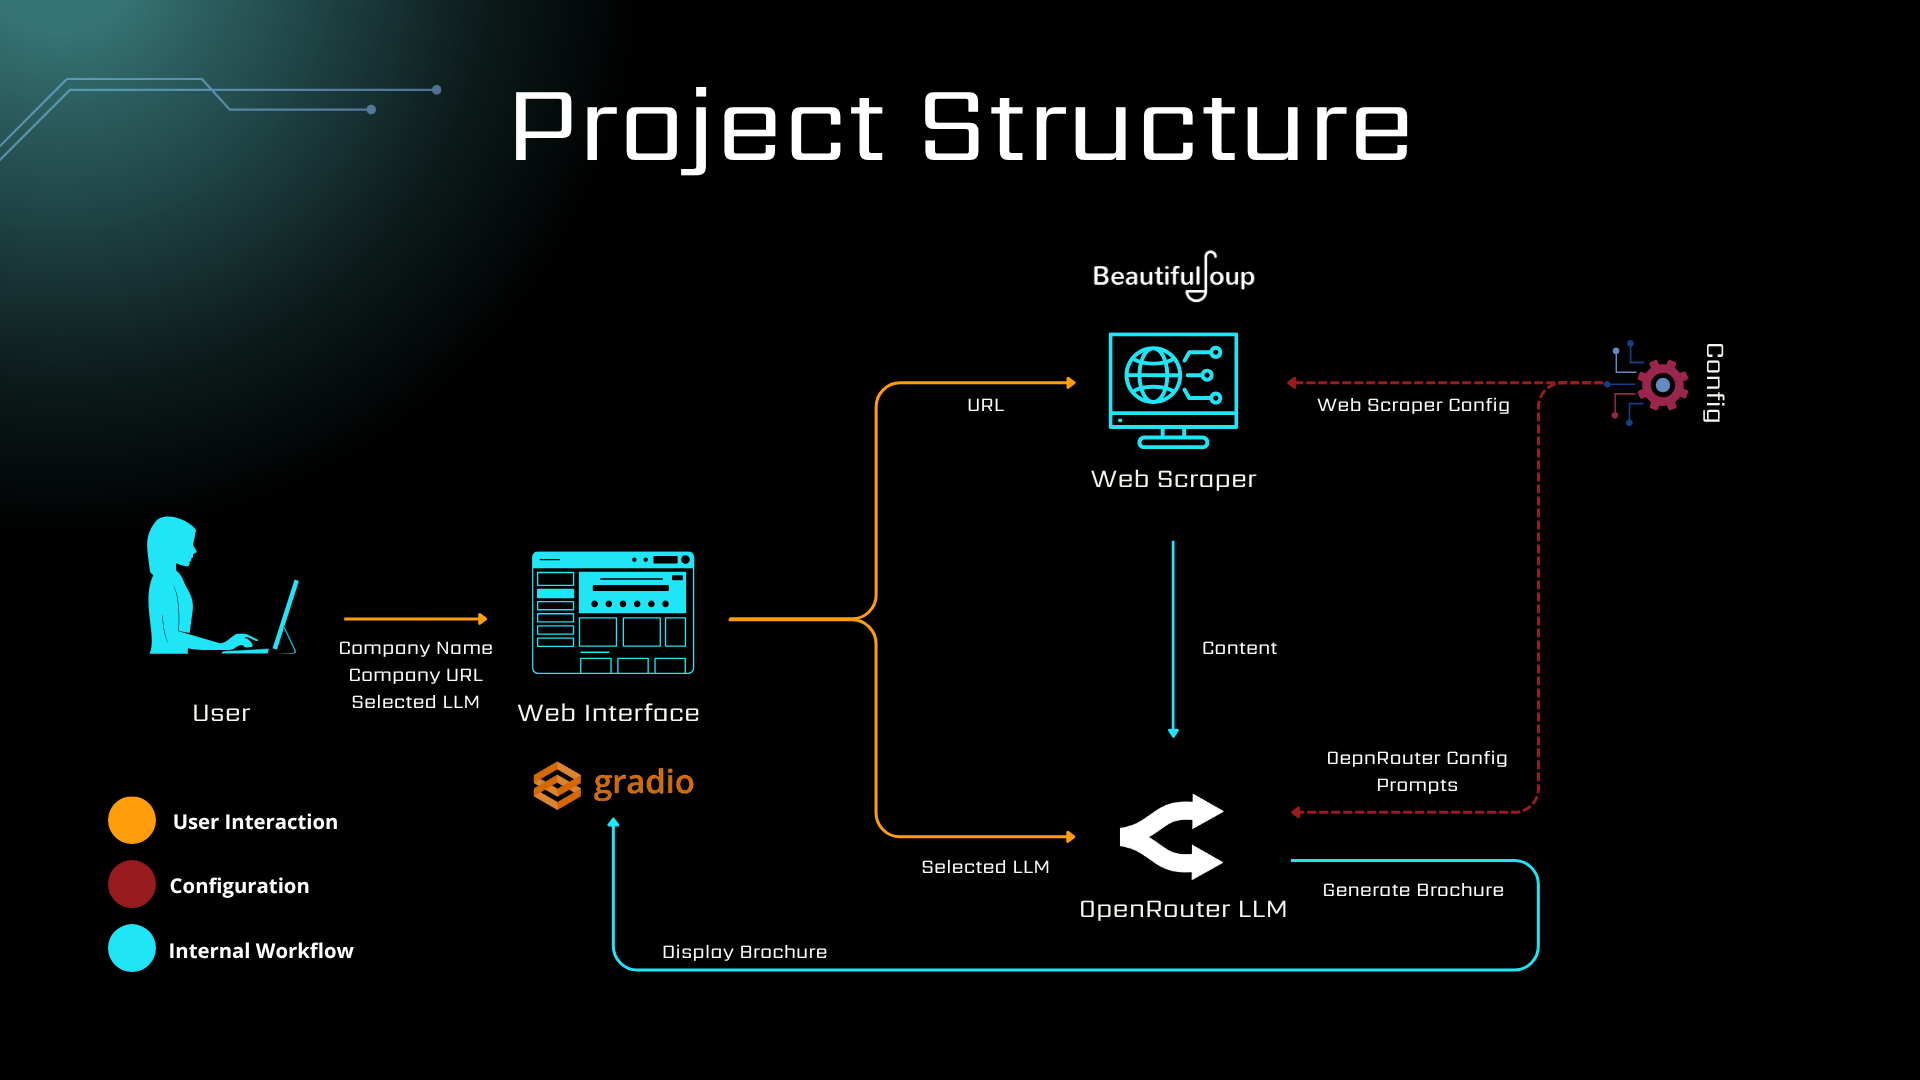 Project Structure
BeautifulSoup
Config
URL
Web Scraper Config
Web Scraper
Company Name
Company URL
Selected LLM
Content
User
Web Interface
OepnRouter Config
Prompts
gradio
User Interaction
Selected LLM
Configuration
Generate Brochure
OpenRouter LLM
Internal Workflow
Display Brochure